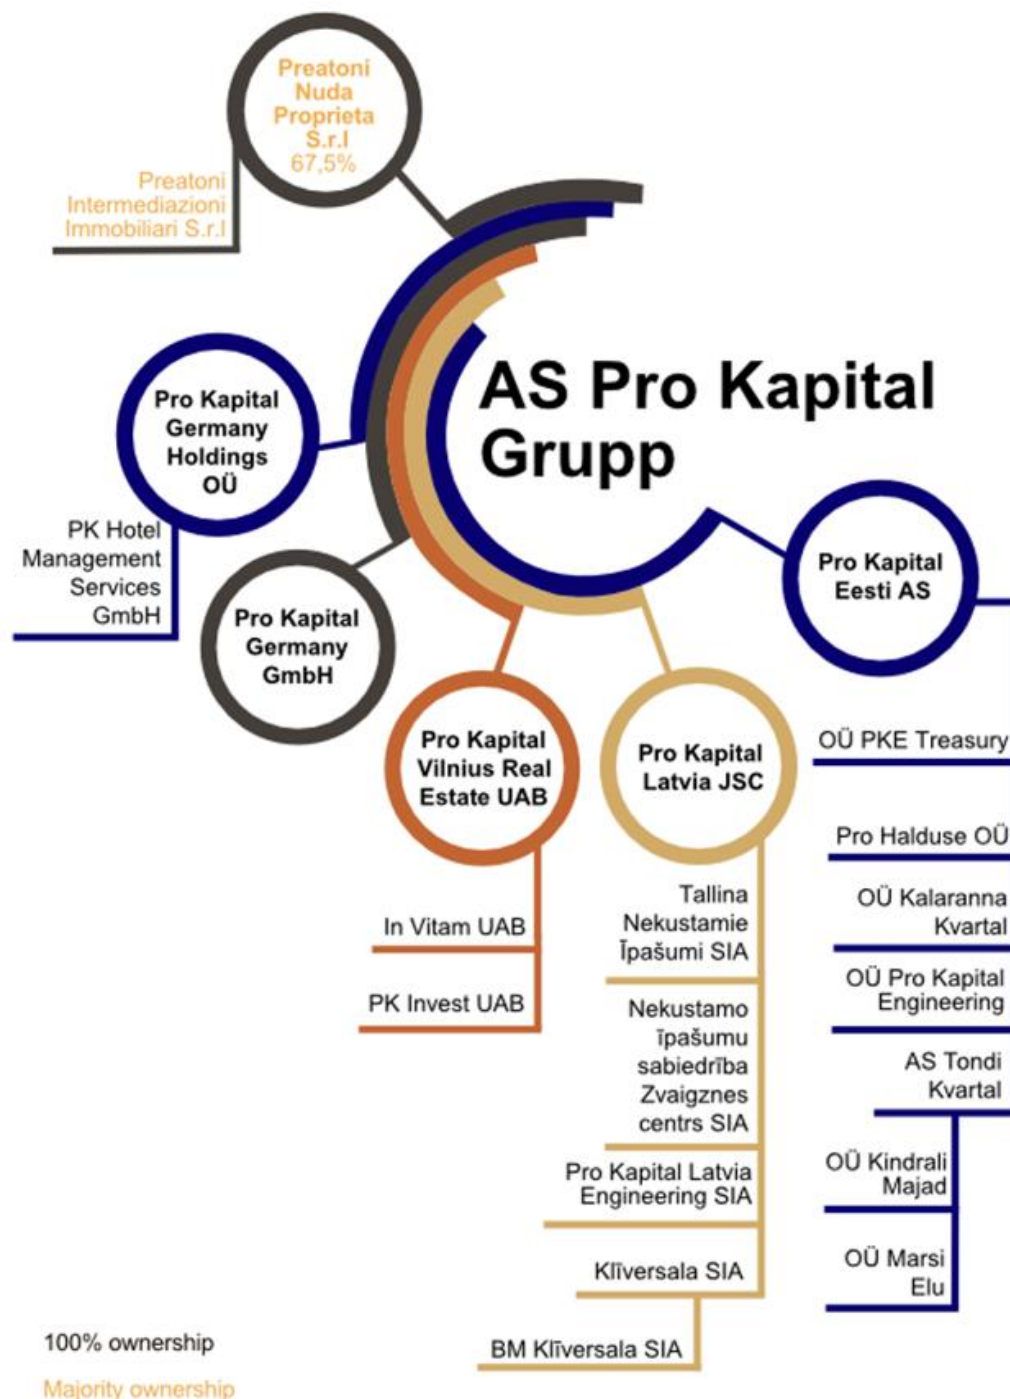 Preatoni
Nuda
Proprieta
S.r.l
67,5%
Preatoni
Intermediazioni
Immobiliari S.r.l
AS Pro Kapital
Grupp
Pro Kapital
Germany
Holdings
OÜ
PK Hotel
Management
Services
GmbH
Pro Kapital
Germany
GmbH
Pro Kapital
Vilnius Real
Estate UAB
In Vitam UAB
PK Invest UAB
Pro Kapital
Latvia JSC
Tallina
Nekustamie
Īpašumi SIA
Nekustamo
īpašumu
sabiedrība
Zvaigznes
centrs SIA
Pro Kapital Latvia
Engineering SIA
Klīversala SIA
BM Klīversala SIA
Pro Kapital
Eesti AS
OÜ PKE Treasury
Pro Halduse OÜ
OÜ Kalaranna
Kvartal
OÜ Pro Kapital
Engineering
AS Tondi
Kvartal
OÜ Kindrali
Majad
OÜ Marsi
Elu
100% ownership
Majority ownership